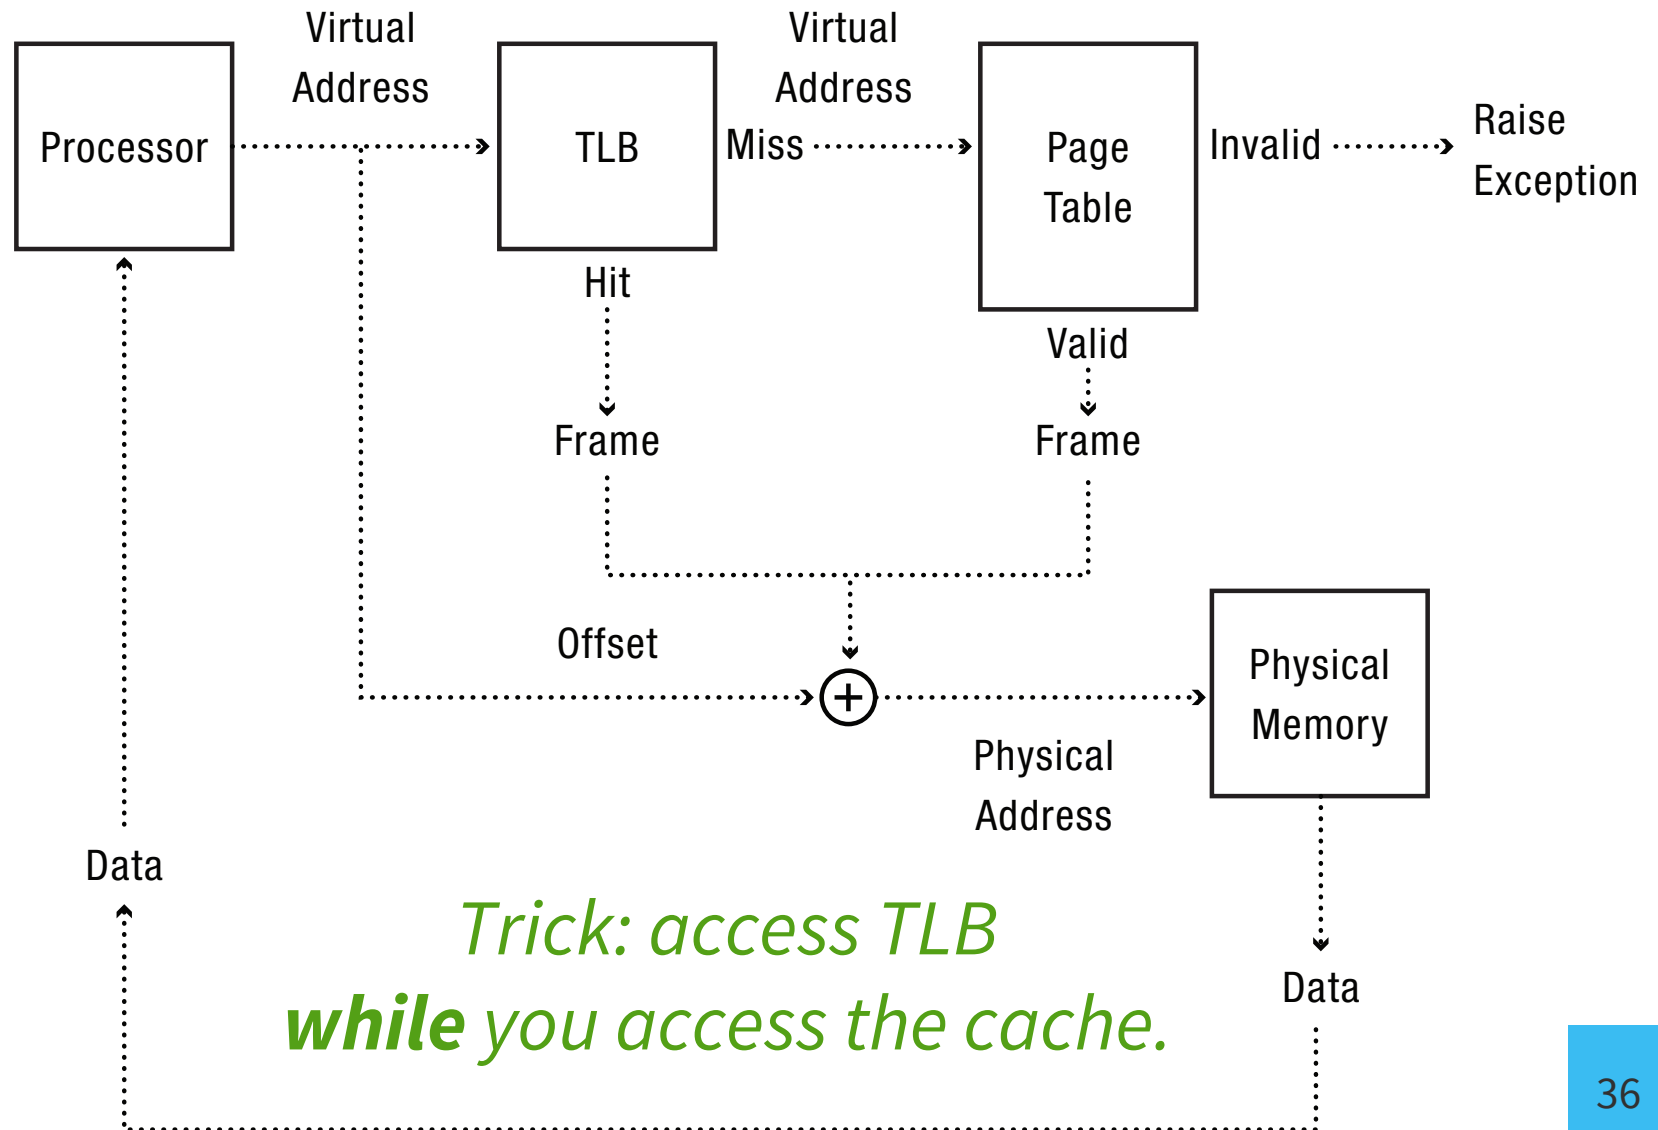 Virtual
Address
Virtual
Address
Processor
TLB
Miss
Page
Table
Invalid
Raise
Exception
Hit
Valid
Frame
Frame
Offset
+
Physical
Memory
Physical
Address
Data
Trick: access TLB
while you access the cache.
Data
36